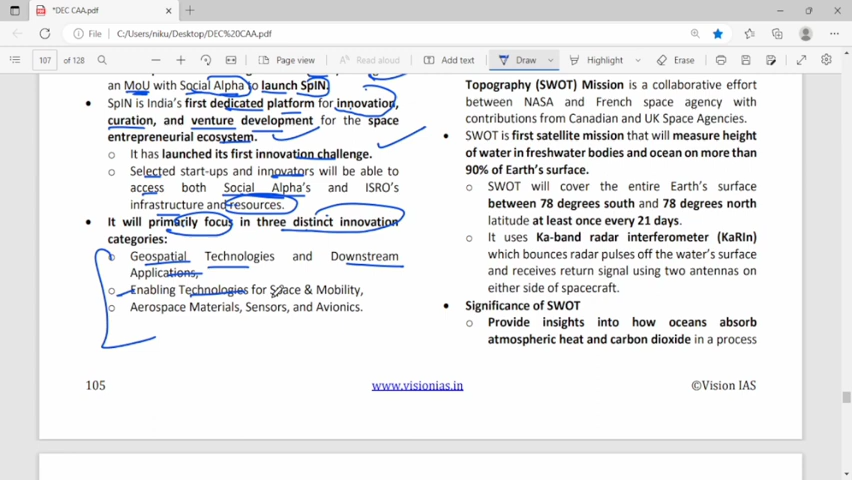 *DEC CAA.pdf
File
C:/Users/niku/Desktop/DEC%20CAA.pdf
107 of 128
Page view
Read aloud
Add text
Draw
Highlight
Erase
an MoU with Social Alpha to launch SpIN.
SpIN is India's first dedicated platform for innovation,
curation, and venture development for the space
entrepreneurial ecosystem.
It has launched its first innovation challenge.
Selected start-ups and innovators will be able to
access both Social Alpha's and ISRO's
infrastructure and resources.
It will primarily focus in three distinct innovation
categories:
Geospatial Technologies and Downstream
Applications,
Enabling Technologies for Space & Mobility,
Aerospace Materials, Sensors, and Avionics.
Topography (SWOT) Mission is a collaborative effort
between NASA and French space agency with
contributions from Canadian and UK Space Agencies.
SWOT is first satellite mission that will measure height
of water in freshwater bodies and ocean on more than
90% of Earth's surface.
SWOT will cover the entire Earth's surface
between 78 degrees south and 78 degrees north
latitude at least once every 21 days.
It uses Ka-band radar interferometer (KaRIn)
which bounces radar pulses off the water's surface
and receives return signal using two antennas on
either side of spacecraft.
Significance of SWOT
Provide insights into how oceans absorb
atmospheric heat and carbon dioxide in a process
105
www.visionias.in
©Vision IAS